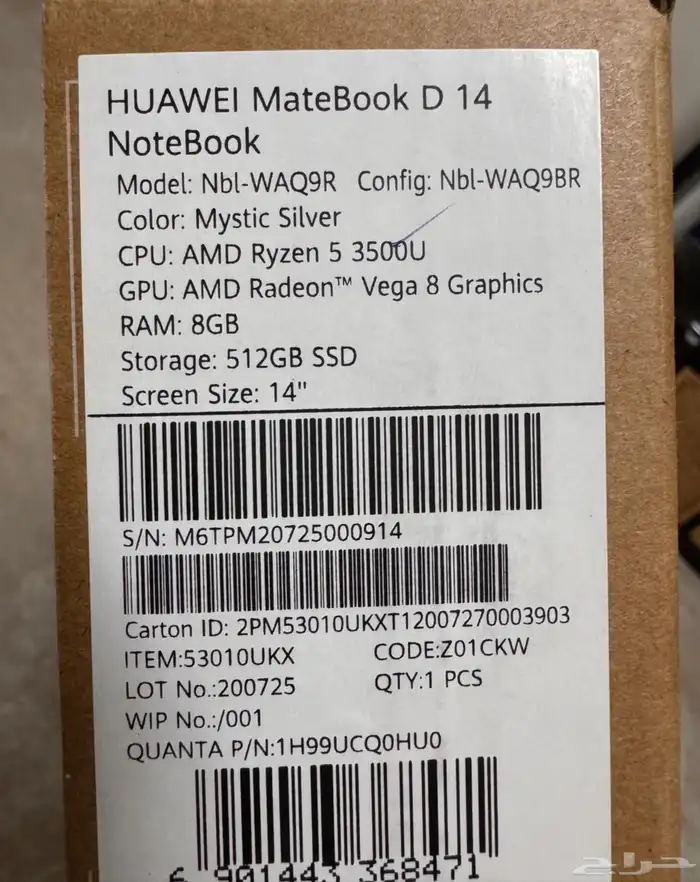 HUAWEI MateBook D 14
NoteBook
Model: Nbl-WAQ9R Config: Nbl-WAQ9BR
Color: Mystic Silver
CPU: AMD Ryzen 5 3500U
GPU: AMD Radeon™ Vega 8 Graphics
RAM: 8GB
Storage: 512GB SSD
Screen Size: 14"
S/N: M6TPM20725000914
Carton ID: 2PM53010UKXT12007270003903
ITEM:53010UKX CODE:Z01CKW
LOT No.:200725 QTY:1 PCS
WIP No.:/001
QUANTA P/N:1H99UCQ0HU0
6 901443 368471
حراج